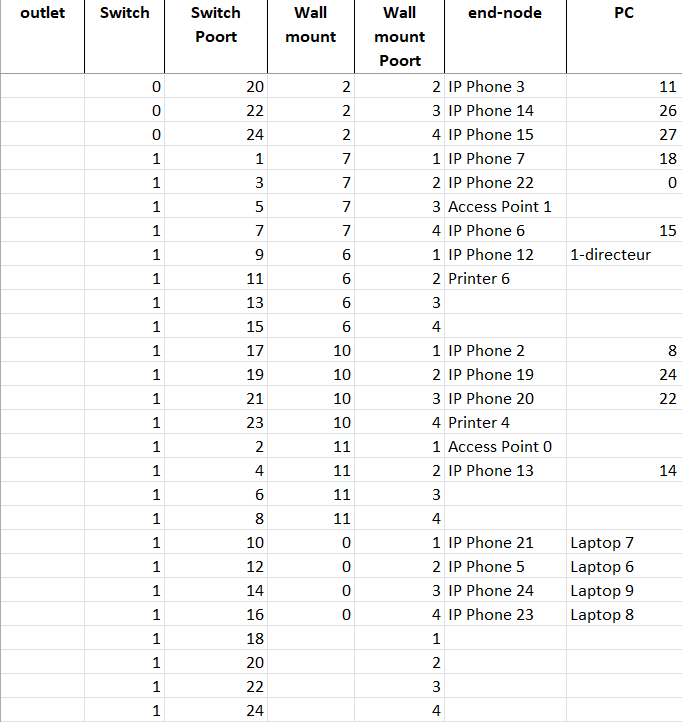 outlet Switch Switch Poort Wall mount Wall mount Poort end-node PC
0 20 2 2 IP Phone 3 11
0 22 2 3 IP Phone 14 26
0 24 2 4 IP Phone 15 27
1 1 7 1 IP Phone 7 18
1 3 7 2 IP Phone 22 0
1 5 7 3 Access Point 1
1 7 7 4 IP Phone 6 15
1 9 6 1 IP Phone 12 1-directeur
1 11 6 2 Printer 6
1 13 6 3
1 15 6 4
1 17 10 1 IP Phone 2 8
1 19 10 2 IP Phone 19 24
1 21 10 3 IP Phone 20 22
1 23 10 4 Printer 4
1 2 11 1 Access Point 0
1 4 11 2 IP Phone 13 14
1 6 11 3
1 8 11 4
1 10 0 1 IP Phone 21 Laptop 7
1 12 0 2 IP Phone 5 Laptop 6
1 14 0 3 IP Phone 24 Laptop 9
1 16 0 4 IP Phone 23 Laptop 8
1 18 1
1 20 2
1 22 3
1 24 4